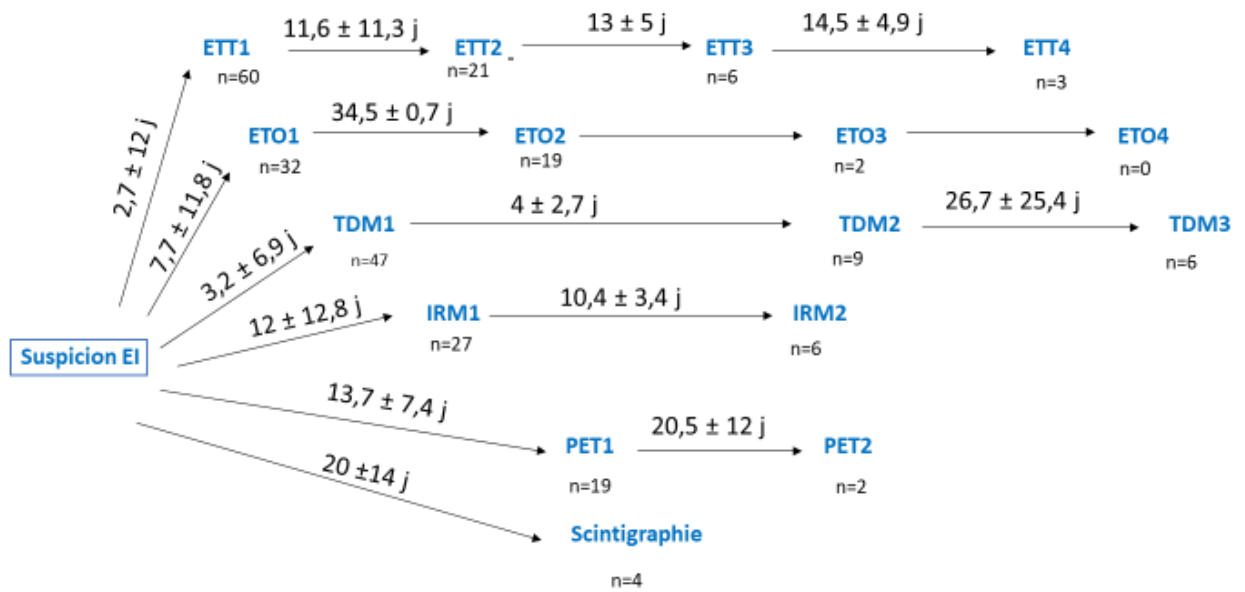 11,6 ± 11,3 j
13 ± 5 j
14,5 ± 4,9 j
ETT1
ETT2 -
ETT3
ETT4
n=60
n=21
n=6
n=3
2,7 ± 12 j
34,5 ± 0,7 j
ETO1
ETO2
ETO3
ETO4
n=32
n=19
n=2
n=0
7,7 ± 11,8 j
4 ± 2,7 j
26,7 ± 25,4 j
TDM1
TDM2
TDM3
n=47
n=9
n=6
3,2 ± 6,9 j
10,4 ± 3,4 j
12 ± 12,8 j
IRM1
IRM2
n=27
n=6
Suspicion EI
13,7 ± 7,4 j
20,5 ± 12 j
PET1
PET2
n=19
n=2
20 ±14 j
Scintigraphie
n=4